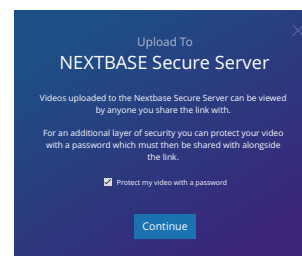 Upload To
NEXTBASE Secure Server
Videos uploaded to the Nextbase Secure Server can be viewed
by anyone you share the link with.
For an additional layer of security you can protect your video
with a password which must then be shared with alongside
the link.
Protect my video with a password
Continue